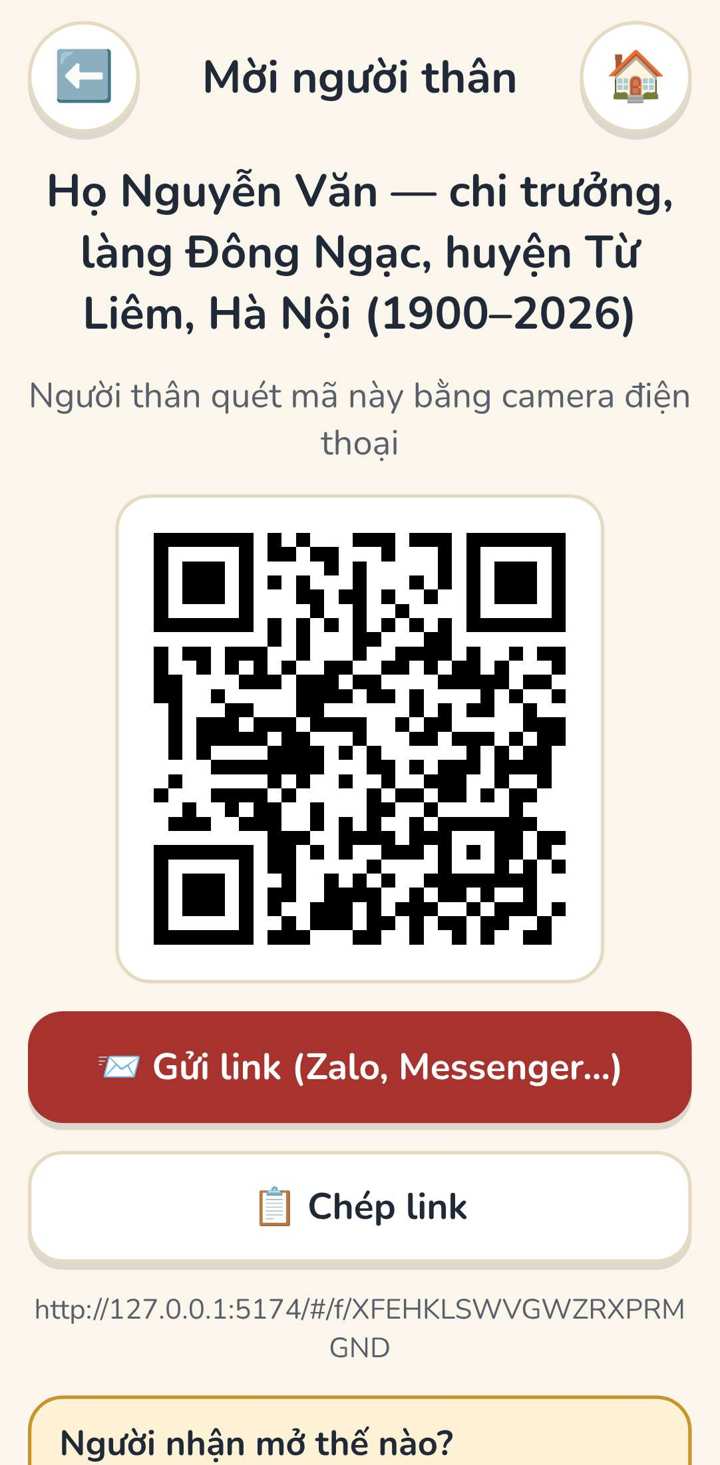 Mời người thân
Họ Nguyễn Văn — chi trưởng,
làng Đông Ngạc, huyện Từ
Liêm, Hà Nội (1900–2026)
Người thân quét mã này bằng camera điện
thoại
Gửi link (Zalo, Messenger...)
Chép link
http://127.0.0.1:5174/#/f/XFEHKLSWVGWZRXPRM
GND
Người nhận mở thế nào?